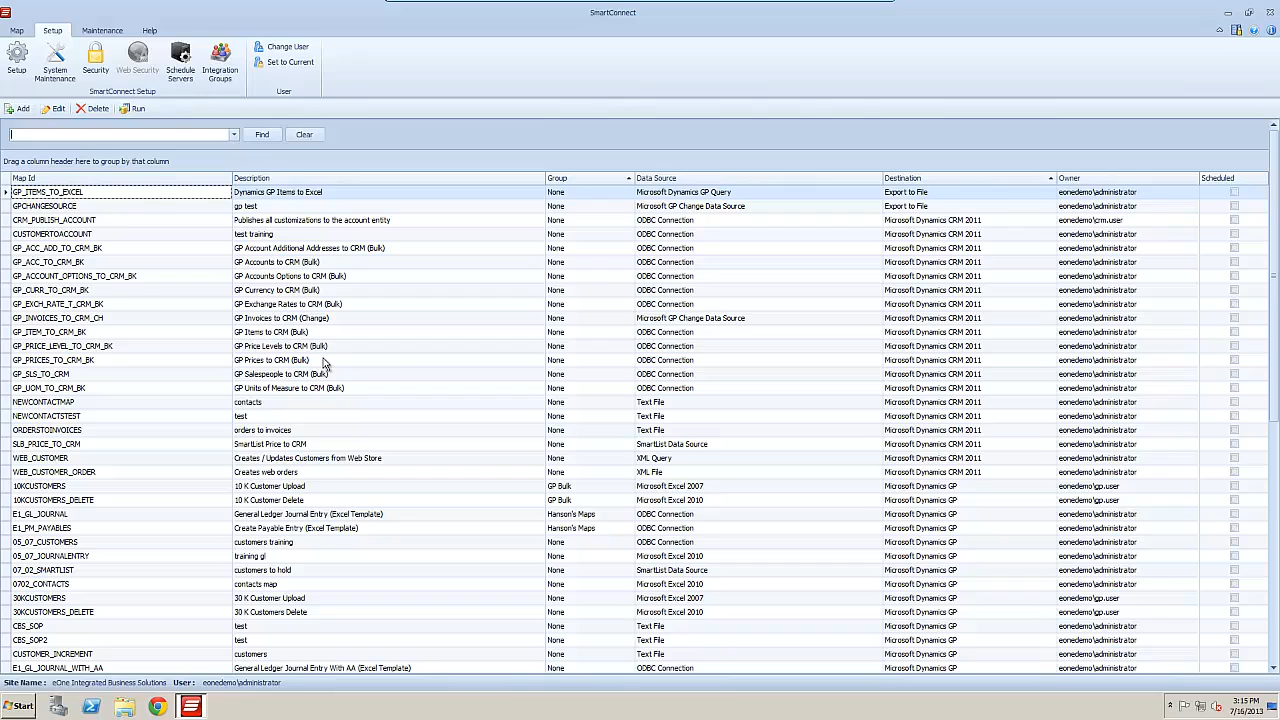 SmartConnect
Map Setup Maintenance Help
Setup System Maintenance Security Web Security Schedule Servers Integration Groups Change User Set to Current
SmartConnect Setup User
Add Edit Delete Run
Find Clear
Drag a column header here to group by that column
Map Id Description Group Data Source Destination Owner Scheduled
GP_ITEMS_TO_EXCEL Dynamics GP Items to Excel None Microsoft Dynamics GP Query Export to File eonedemo\administrator
GPCHANGESOURCE gp test None Microsoft GP Change Data Source Export to File eonedemo\administrator
CRM_PUBLISH_ACCOUNT Publishes all customizations to the account entity None ODBC Connection Microsoft Dynamics CRM 2011 eonedemo\crm.user
CUSTOMERTOACCOUNT test training None ODBC Connection Microsoft Dynamics CRM 2011 eonedemo\administrator
GP_ACC_ADD_TO_CRM_BK GP Account Additional Addresses to CRM (Bulk) None ODBC Connection Microsoft Dynamics CRM 2011 eonedemo\administrator
GP_ACC_TO_CRM_BK GP Accounts to CRM (Bulk) None ODBC Connection Microsoft Dynamics CRM 2011 eonedemo\administrator
GP_ACCOUNT_OPTIONS_TO_CRM_BK GP Accounts Options to CRM (Bulk) None ODBC Connection Microsoft Dynamics CRM 2011 eonedemo\administrator
GP_CURR_TO_CRM_BK GP Currency to CRM (Bulk) None ODBC Connection Microsoft Dynamics CRM 2011 eonedemo\administrator
GP_EXCH_RATE_T_CRM_BK GP Exchange Rates to CRM (Bulk) None ODBC Connection Microsoft Dynamics CRM 2011 eonedemo\administrator
GP_INVOICES_TO_CRM_CH GP Invoices to CRM (Change) None Microsoft GP Change Data Source Microsoft Dynamics CRM 2011 eonedemo\administrator
GP_ITEM_TO_CRM_BK GP Items to CRM (Bulk) None ODBC Connection Microsoft Dynamics CRM 2011 eonedemo\administrator
GP_PRICE_LEVEL_TO_CRM_BK GP Price Levels to CRM (Bulk) None ODBC Connection Microsoft Dynamics CRM 2011 eonedemo\administrator
GP_PRICES_TO_CRM_BK GP Prices to CRM (Bulk) None ODBC Connection Microsoft Dynamics CRM 2011 eonedemo\administrator
GP_SLS_TO_CRM GP Salespeople to CRM (Bulk) None ODBC Connection Microsoft Dynamics CRM 2011 eonedemo\administrator
GP_UOM_TO_CRM_BK GP Units of Measure to CRM (Bulk) None ODBC Connection Microsoft Dynamics CRM 2011 eonedemo\administrator
NEWCONTACTMAP contacts None Text File Microsoft Dynamics CRM 2011 eonedemo\administrator
NEWCONTACTSTEST test None Text File Microsoft Dynamics CRM 2011 eonedemo\administrator
ORDERSTOINVOICES orders to invoices None Text File Microsoft Dynamics CRM 2011 eonedemo\administrator
SLB_PRICE_TO_CRM SmartList Price to CRM None SmartList Data Source Microsoft Dynamics CRM 2011 eonedemo\administrator
WEB_CUSTOMER Creates / Updates Customers from Web Store None XML Query Microsoft Dynamics CRM 2011 eonedemo\administrator
WEB_CUSTOMER_ORDER Creates web orders None XML File Microsoft Dynamics CRM 2011 eonedemo\administrator
10KCUSTOMERS 10 K Customer Upload GP Bulk Microsoft Excel 2007 Microsoft Dynamics GP eonedemo\gp.user
10KCUSTOMERS_DELETE 10 K Customer Delete GP Bulk Microsoft Excel 2010 Microsoft Dynamics GP eonedemo\gp.user
E1_GL_JOURNAL General Ledger Journal Entry (Excel Template) Hanson's Maps ODBC Connection Microsoft Dynamics GP eonedemo\administrator
E1_PM_PAYABLES Create Payable Entry (Excel Template) Hanson's Maps ODBC Connection Microsoft Dynamics GP eonedemo\administrator
05_07_CUSTOMERS customers training None ODBC Connection Microsoft Dynamics GP eonedemo\administrator
05_07_JOURNALENTRY training gl None Microsoft Excel 2010 Microsoft Dynamics GP eonedemo\administrator
07_02_SMARTLIST customers to hold None SmartList Data Source Microsoft Dynamics GP eonedemo\administrator
0702_CONTACTS contacts map None Microsoft Excel 2010 Microsoft Dynamics GP eonedemo\administrator
30KCUSTOMERS 30 K Customer Upload None Microsoft Excel 2007 Microsoft Dynamics GP eonedemo\gp.user
30KCUSTOMERS_DELETE 30 K Customers Delete None Microsoft Excel 2010 Microsoft Dynamics GP eonedemo\gp.user
CBS_SOP test None Text File Microsoft Dynamics GP eonedemo\administrator
CBS_SOP2 test None Text File Microsoft Dynamics GP eonedemo\administrator
CUSTOMER_INCREMENT customers None Text File Microsoft Dynamics GP eonedemo\administrator
E1_GL_JOURNAL_WITH_AA General Ledger Journal Entry With AA (Excel Template) None ODBC Connection Microsoft Dynamics GP eonedemo\administrator
Site Name : eOne Integrated Business Solutions User : eonedemo\administrator
Start 3:15 PM
7/16/2013